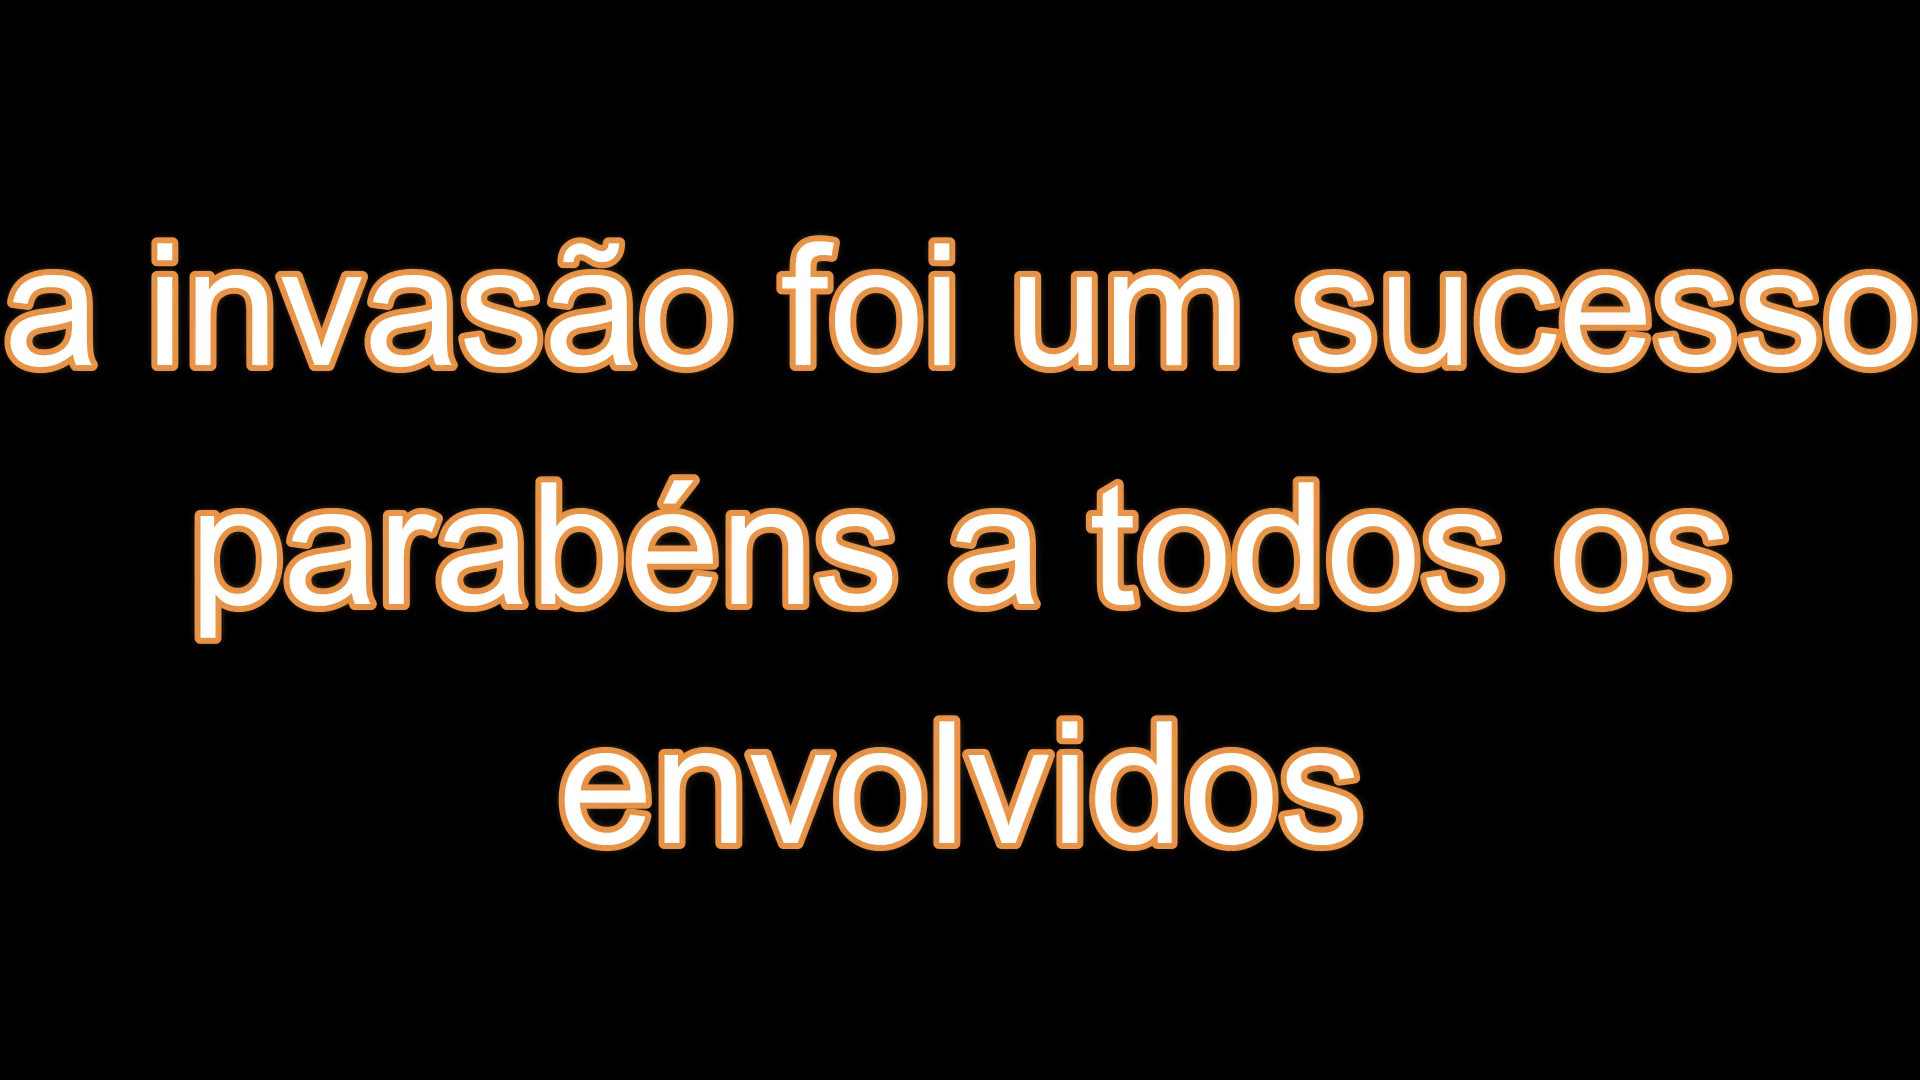 a invasão foi um sucesso
parabéns a todos os
envolvidos